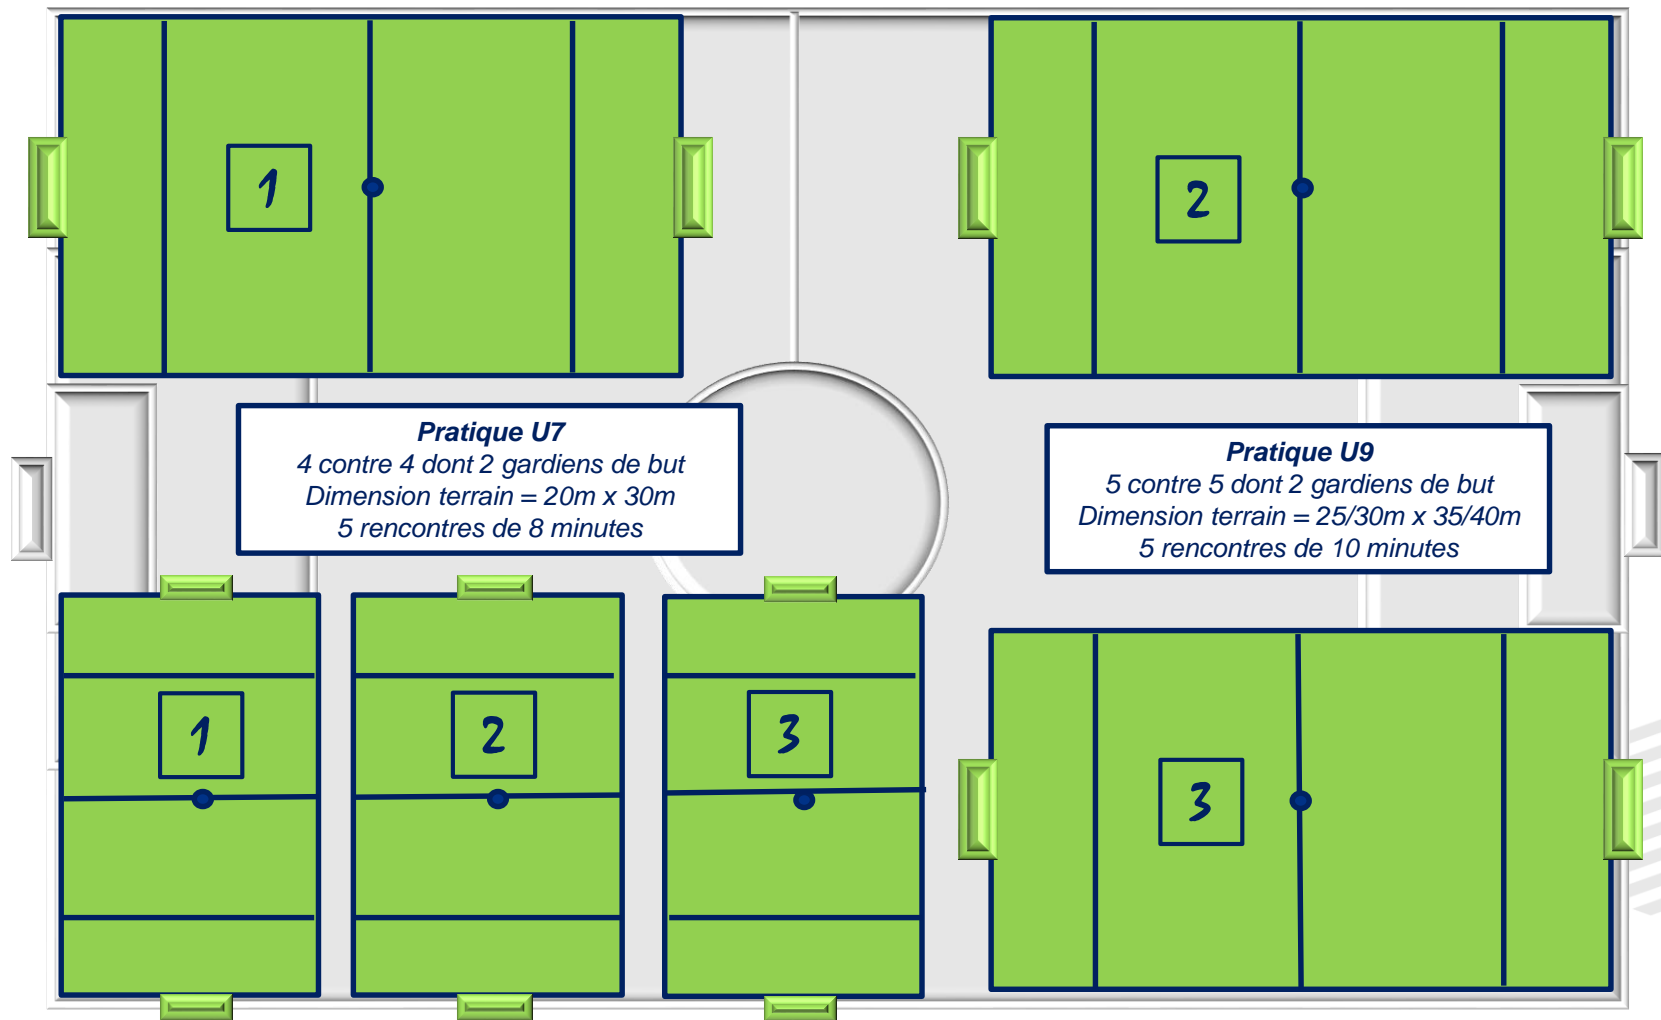 1
2
Pratique U7
4 contre 4 dont 2 gardiens de but
Dimension terrain = 20m x 30m
5 rencontres de 8 minutes
Pratique U9
5 contre 5 dont 2 gardiens de but
Dimension terrain = 25/30m x 35/40m
5 rencontres de 10 minutes
1
2
3
3